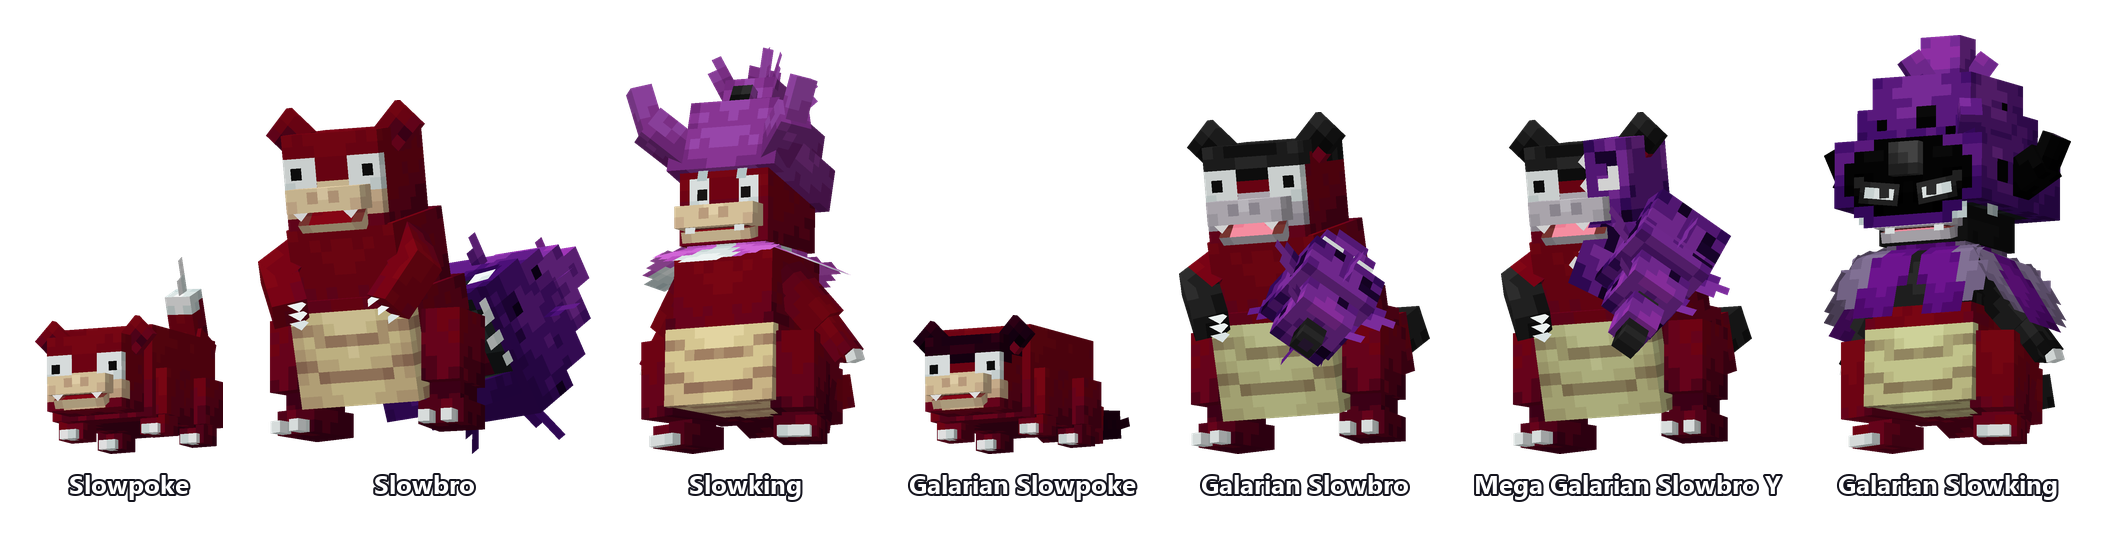 Slowpoke
Slowbro
Slowking
Galarian Slowpoke
Galarian Slowbro
Mega Galarian Slowbro Y
Galarian Slowking